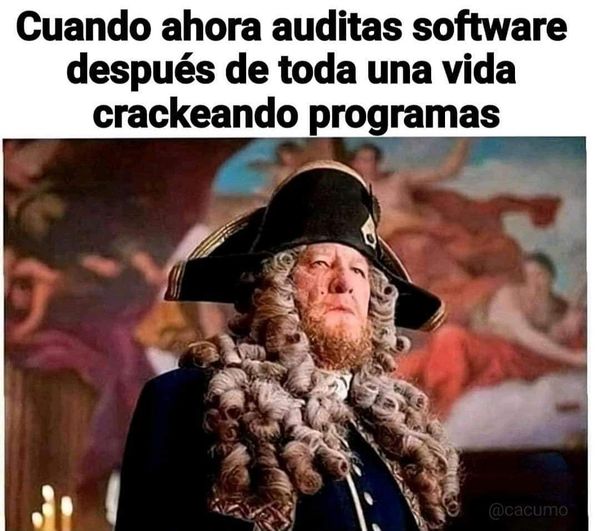 Cuando ahora auditas software
después de toda una vida
crackeando programas
@cacumo